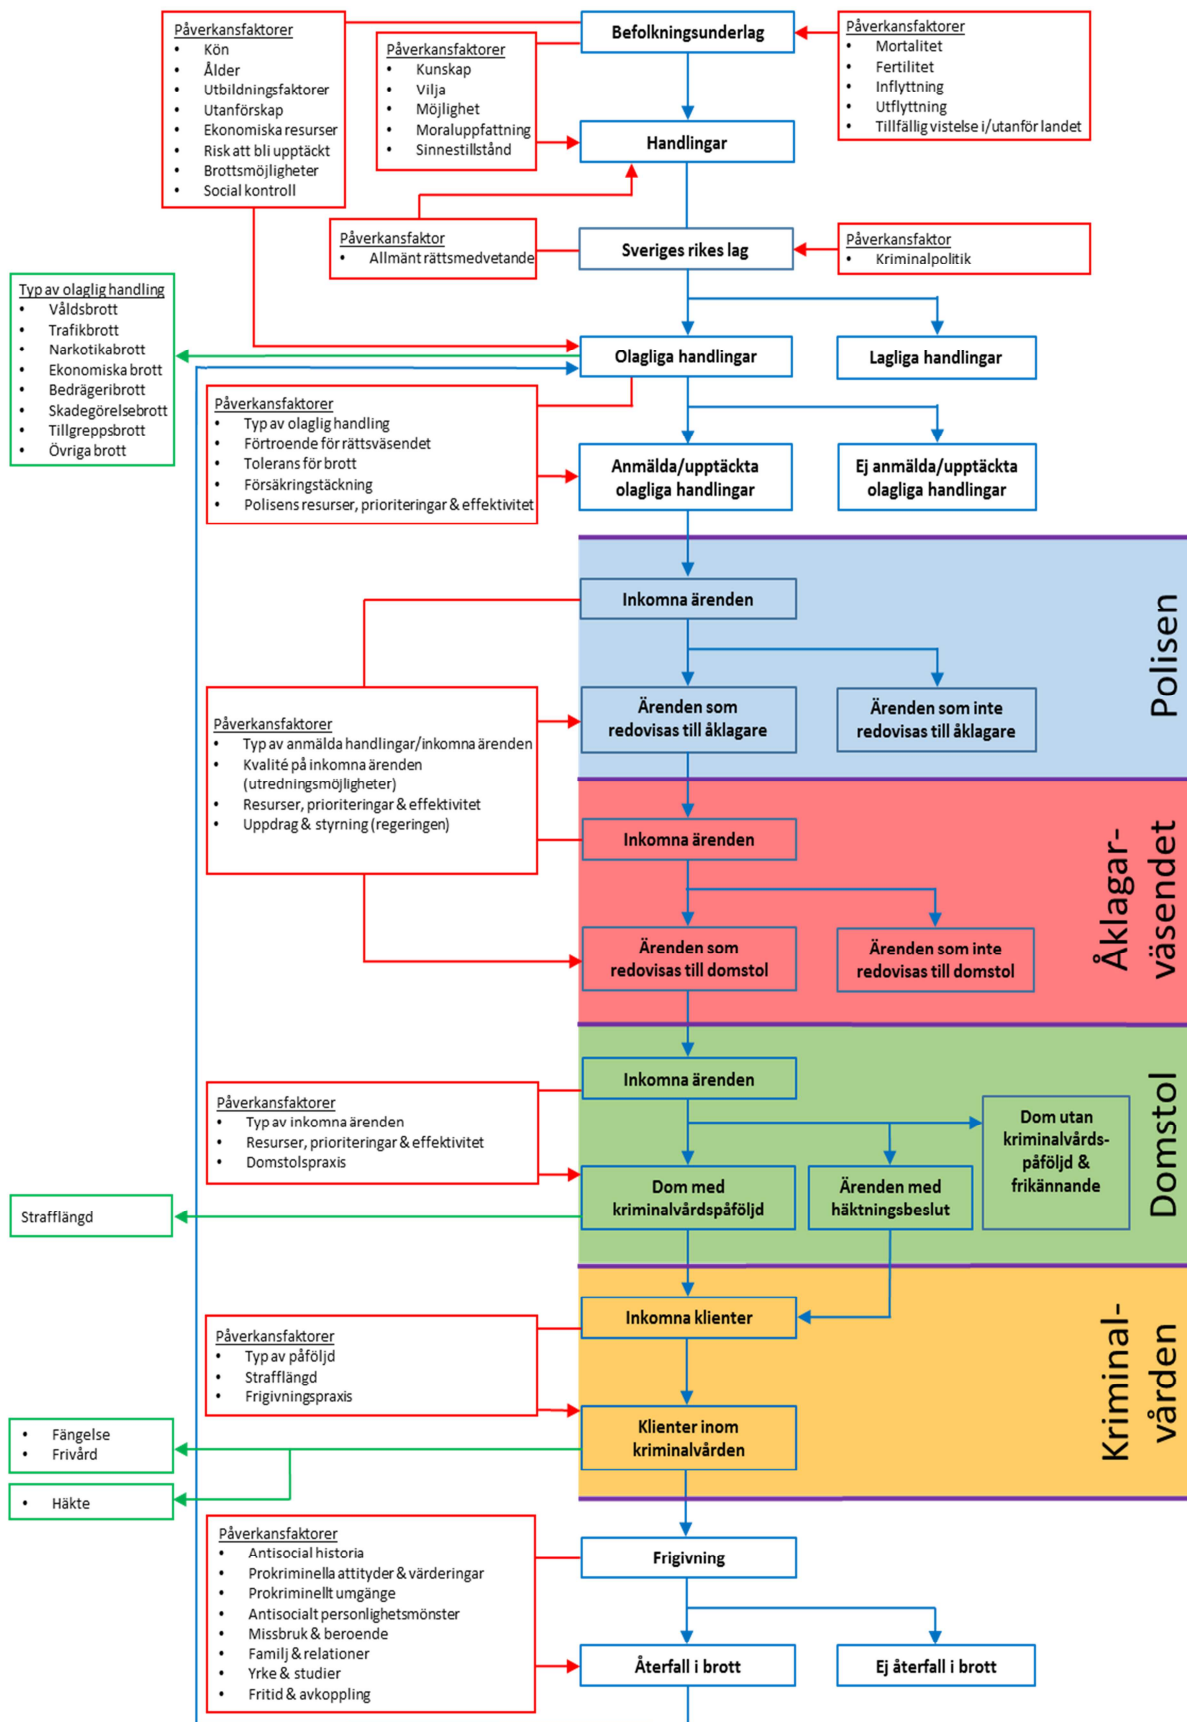 Påverkansfaktorer
• Kön
• Ålder
• Utbildningsfaktorer
• Utanförskap
• Ekonomiska resurser
• Risk att bli upptäckt
• Brottsmöjligheter
• Social kontroll
Påverkansfaktorer
• Kunskap
• Vilja
• Möjlighet
• Moraluppfattning
• Sinnestillstånd
Befolkningsunderlag
Påverkansfaktorer
• Mortalitet
• Fertilitet
• Inflyttning
• Utflyttning
• Tillfällig vistelse i/utanför landet
Handlingar
Påverkansfaktor
• Allmänt rättsmedvetande
Sveriges rikes lag
Påverkansfaktor
• Kriminalpolitik
Typ av olaglig handling
• Våldsbrott
• Trafikbrott
• Narkotikabrott
• Ekonomiska brott
• Bedrägeribrott
• Skadegörelsebrott
• Tillgreppsbrott
• Övriga brott
Olagliga handlingar
Lagliga handlingar
Påverkansfaktorer
• Typ av olaglig handling
• Förtroende för rättsväsendet
• Tolerans för brott
• Försäkringstäckning
• Polisens resurser, prioriteringar & effektivitet
Anmälda/upptäckta
olagliga handlingar
Ej anmälda/upptäckta
olagliga handlingar
Polisen
Inkomna ärenden
Ärenden som
redovisas till åklagare
Ärenden som inte
redovisas till åklagare
Påverkansfaktorer
• Typ av anmälda handlingar/inkomna ärenden
• Kvalité på inkomna ärenden
(utredningsmöjligheter)
• Resurser, prioriteringar & effektivitet
• Uppdrag & styrning (regeringen)
Åklagar-
väsendet
Inkomna ärenden
Ärenden som
redovisas till domstol
Ärenden som inte
redovisas till domstol
Domstol
Inkomna ärenden
Påverkansfaktorer
• Typ av inkomna ärenden
• Resurser, prioriteringar & effektivitet
• Domstolspraxis
Dom utan
kriminalvårds-
påföljd &
frikännande
Dom med
kriminalvårdspåföljd
Ärenden med
häktningsbeslut
Strafflängd
Kriminal-
vården
Inkomna klienter
Påverkansfaktorer
• Typ av påföljd
• Strafflängd
• Frigivningspraxis
Klienter inom
kriminalvården
• Fängelse
• Frivård
• Häkte
Påverkansfaktorer
• Antisocial historia
• Prokriminella attityder & värderingar
• Prokriminellt umgänge
• Antisocialt personlighetsmönster
• Missbruk & beroende
• Familj & relationer
• Yrke & studier
• Fritid & avkoppling
Frigivning
Återfall i brott
Ej återfall i brott